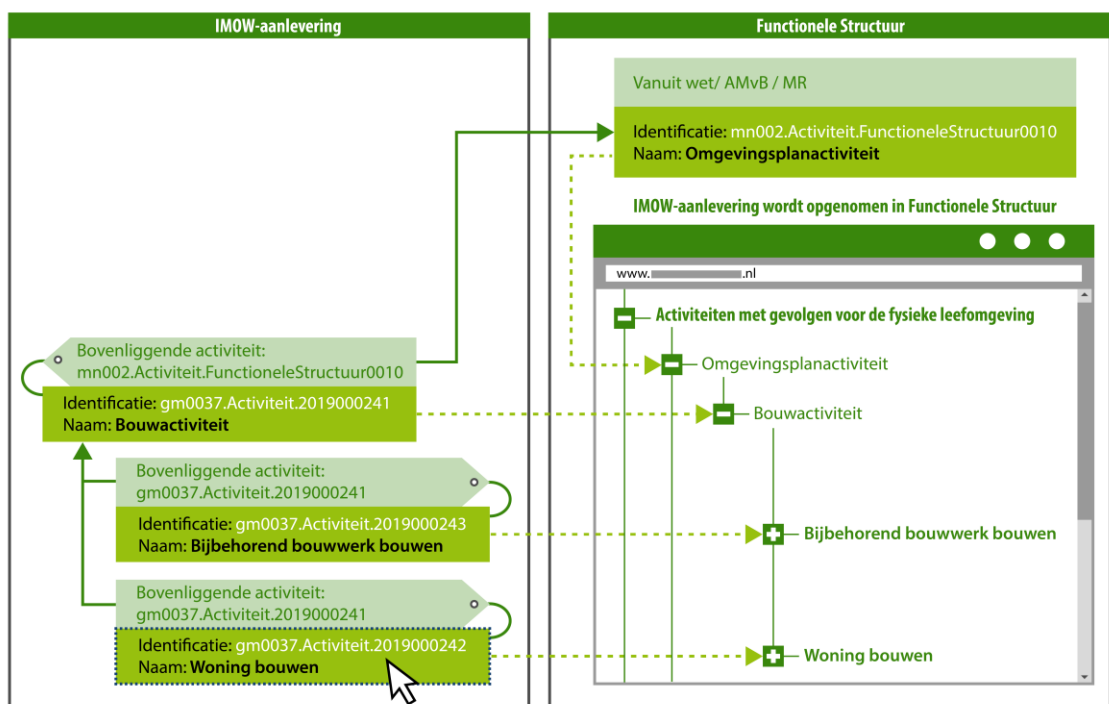 IMOW-aanlevering
Bovenliggende activiteit:
mn002.Activiteit.FunctioneleStructuur0010
Identificatie: gm0037.Activiteit.2019000241
Naam: Bouwactiviteit
Bovenliggende activiteit:
gm0037.Activiteit.2019000241
Identificatie: gm0037.Activiteit.2019000243
Naam: Bijbehorend bouwwerk bouwen
Bovenliggende activiteit:
gm0037.Activiteit.2019000241
Identificatie: gm0037.Activiteit.2019000242
Naam: Woning bouwen
Functionele Structuur
Vanuit wet/ AMvB / MR
Identificatie: mn002.Activiteit.FunctioneleStructuur0010
Naam: Omgevingsplanactiviteit
IMOW-aanlevering wordt opgenomen in Functionele Structuur
www. .nl
Activiteiten met gevolgen voor de fysieke leefomgeving
Omgevingsplanactiviteit
Bouwactiviteit
Bijbehorend bouwwerk bouwen
Woning bouwen